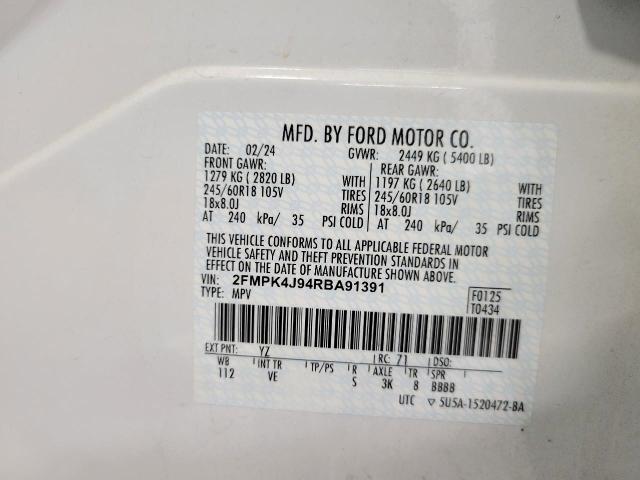 MFD. BY FORD MOTOR CO.
DATE: 02/24 GVWR: 2449 KG ( 5400 LB)
FRONT GAWR: REAR GAWR:
1279 KG ( 2820 LB) WITH 1197 KG ( 2640 LB) WITH
245/60R18 105V TIRES 245/60R18 105V TIRES
18x8.0J RIMS 18x8.0J RIMS
AT 240 kPa/ 35 PSI COLD AT 240 kPa/ 35 PSI COLD
THIS VEHICLE CONFORMS TO ALL APPLICABLE FEDERAL MOTOR
VEHICLE SAFETY AND THEFT PREVENTION STANDARDS IN
EFFECT ON THE DATE OF MANUFACTURE SHOWN ABOVE.
VIN: 2FMPK4J94RBA91391
TYPE: MPV
F0125
T0434
EXT PNT: YZ RC: 71 DSO:
WB INT TR TP/PS R AXLE TR SPR
112 VE S 3K 8 BBBB
UTC ▽ 5U5A-1520472-BA